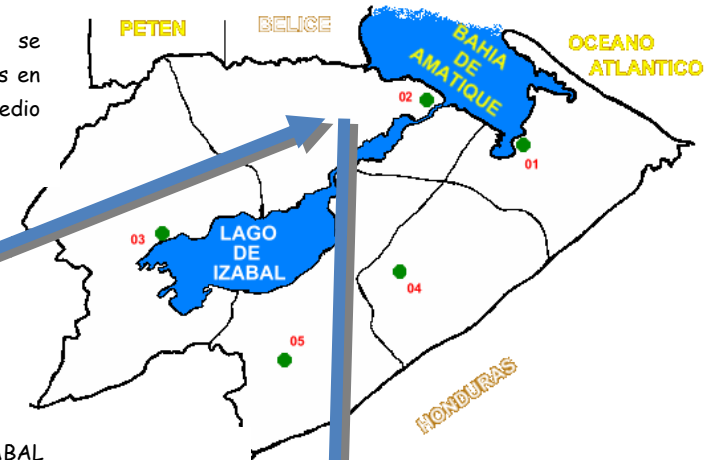 se
s en
edio
PETEN
BELICE
OCEANO
ATLANTICO
BAHIA
DE
AMATIQUE
02
01
03
LAGO
DE
IZABAL
04
05
HONDURAS
ABAL